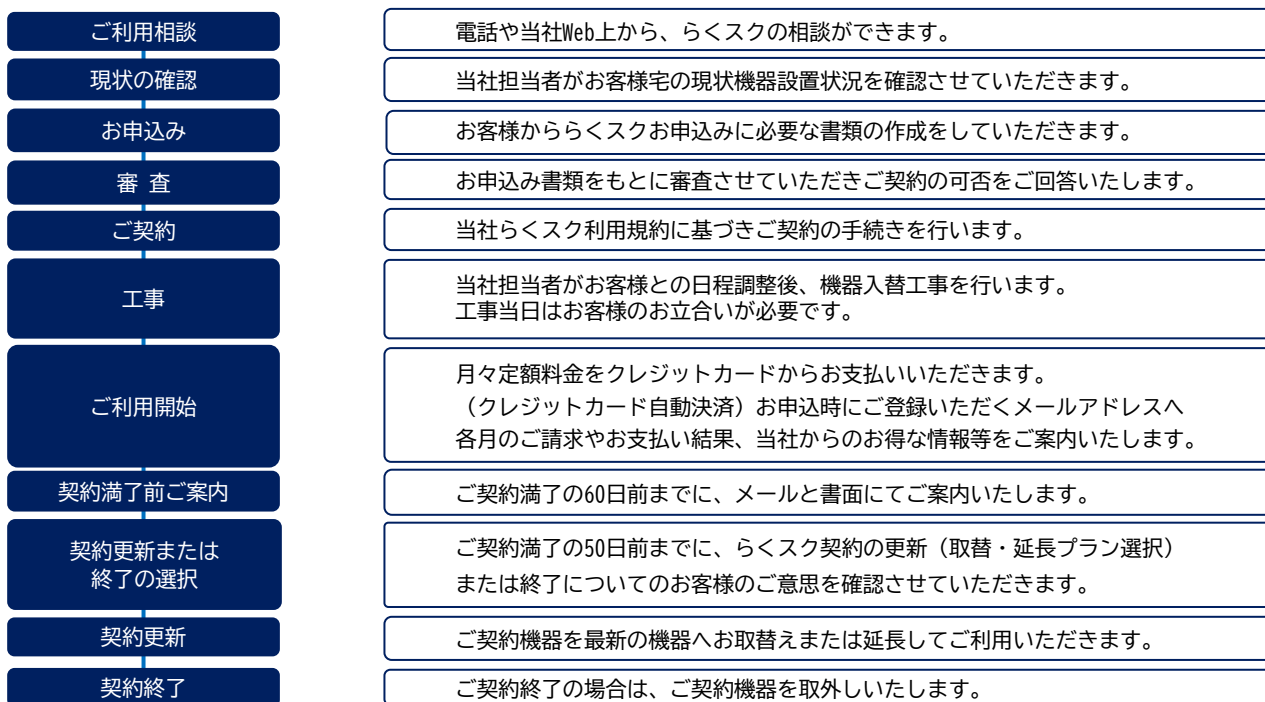 ご利用相談
電話や当社Web上から、らくスクの相談ができます。
現状の確認
当社担当者がお客様宅の現状機器設置状況を確認させていただきます。
お申込み
お客様かららくスクお申込みに必要な書類の作成をしていただきます。
審 査
お申込み書類をもとに審査させていただきご契約の可否をご回答いたします。
ご契約
当社らくスク利用規約に基づきご契約の手続きを行います。
工事
当社担当者がお客様との日程調整後、機器入替工事を行います。
工事当日はお客様のお立合いが必要です。
ご利用開始
月々定額料金をクレジットカードからお支払いいただきます。
（クレジットカード自動決済）お申込時にご登録いただくメールアドレスへ
各月のご請求やお支払い結果、当社からのお得な情報等をご案内いたします。
契約満了前ご案内
ご契約満了の60日前までに、メールと書面にてご案内いたします。
契約更新または
終了の選択
ご契約満了の50日前までに、らくスク契約の更新（取替・延長プラン選択）
または終了についてのお客様のご意思を確認させていただきます。
契約更新
ご契約機器を最新の機器へお取替えまたは延長してご利用いただきます。
契約終了
ご契約終了の場合は、ご契約機器を取外しいたします。